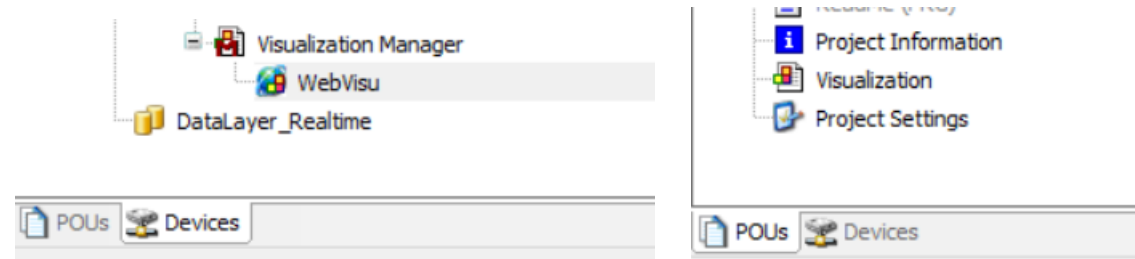 Visualization Manager
WebVisu
DataLayer_Realtime
POUs Devices
Project Information
Visualization
Project Settings
POUs Devices